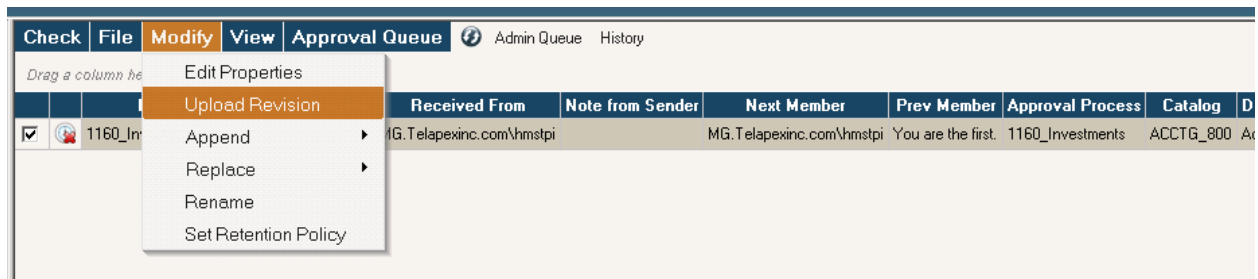 Check File Modify View Approval Queue Admin Queue History
Drag a column he
Edit Properties
Upload Revision
Append
Replace
Rename
Set Retention Policy
Received From Note from Sender Next Member Prev Member Approval Process Catalog D
1160_In MG.Telapexinc.com\hmstpi MG.Telapexinc.com\hmstpi You are the first. 1160_Investments ACCTG_800 Ac